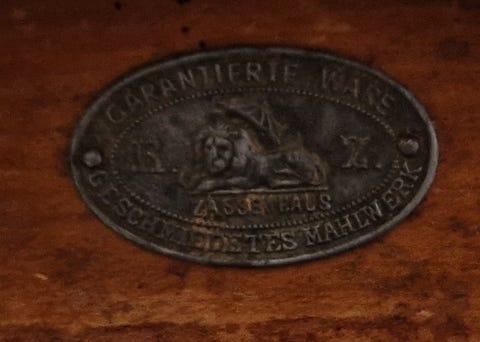 GARANTIERTE WARE
R. Z.
ZASSENHAUS
GESCHMIEDETES MAHLWERK